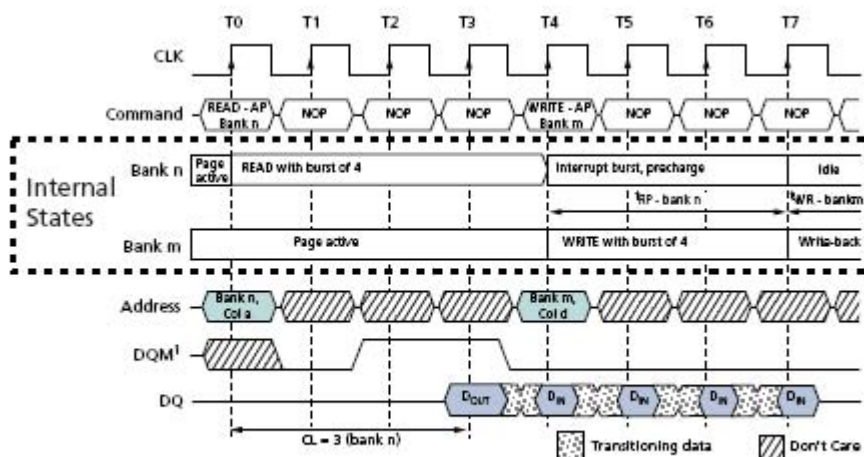 T0 T1 T2 T3 T4 T5 T6 T7
CLK
Command
READ - AP
Bank n
NOP
NOP
NOP
WRITE - AP
Bank m
NOP
NOP
NOP
Internal
States
Bank n
Page
active
READ with burst of 4
Interrupt burst, precharge
Idle
tRP - bank n
tWR - bank m
Bank m
Page active
WRITE with burst of 4
Write-back
Address
Bank n,
Col a
Bank m,
Col d
DQM1
DQ
DOUT
DIN
DIN
DIN
DIN
CL = 3 (bank n)
Transitioning data
Don't Care